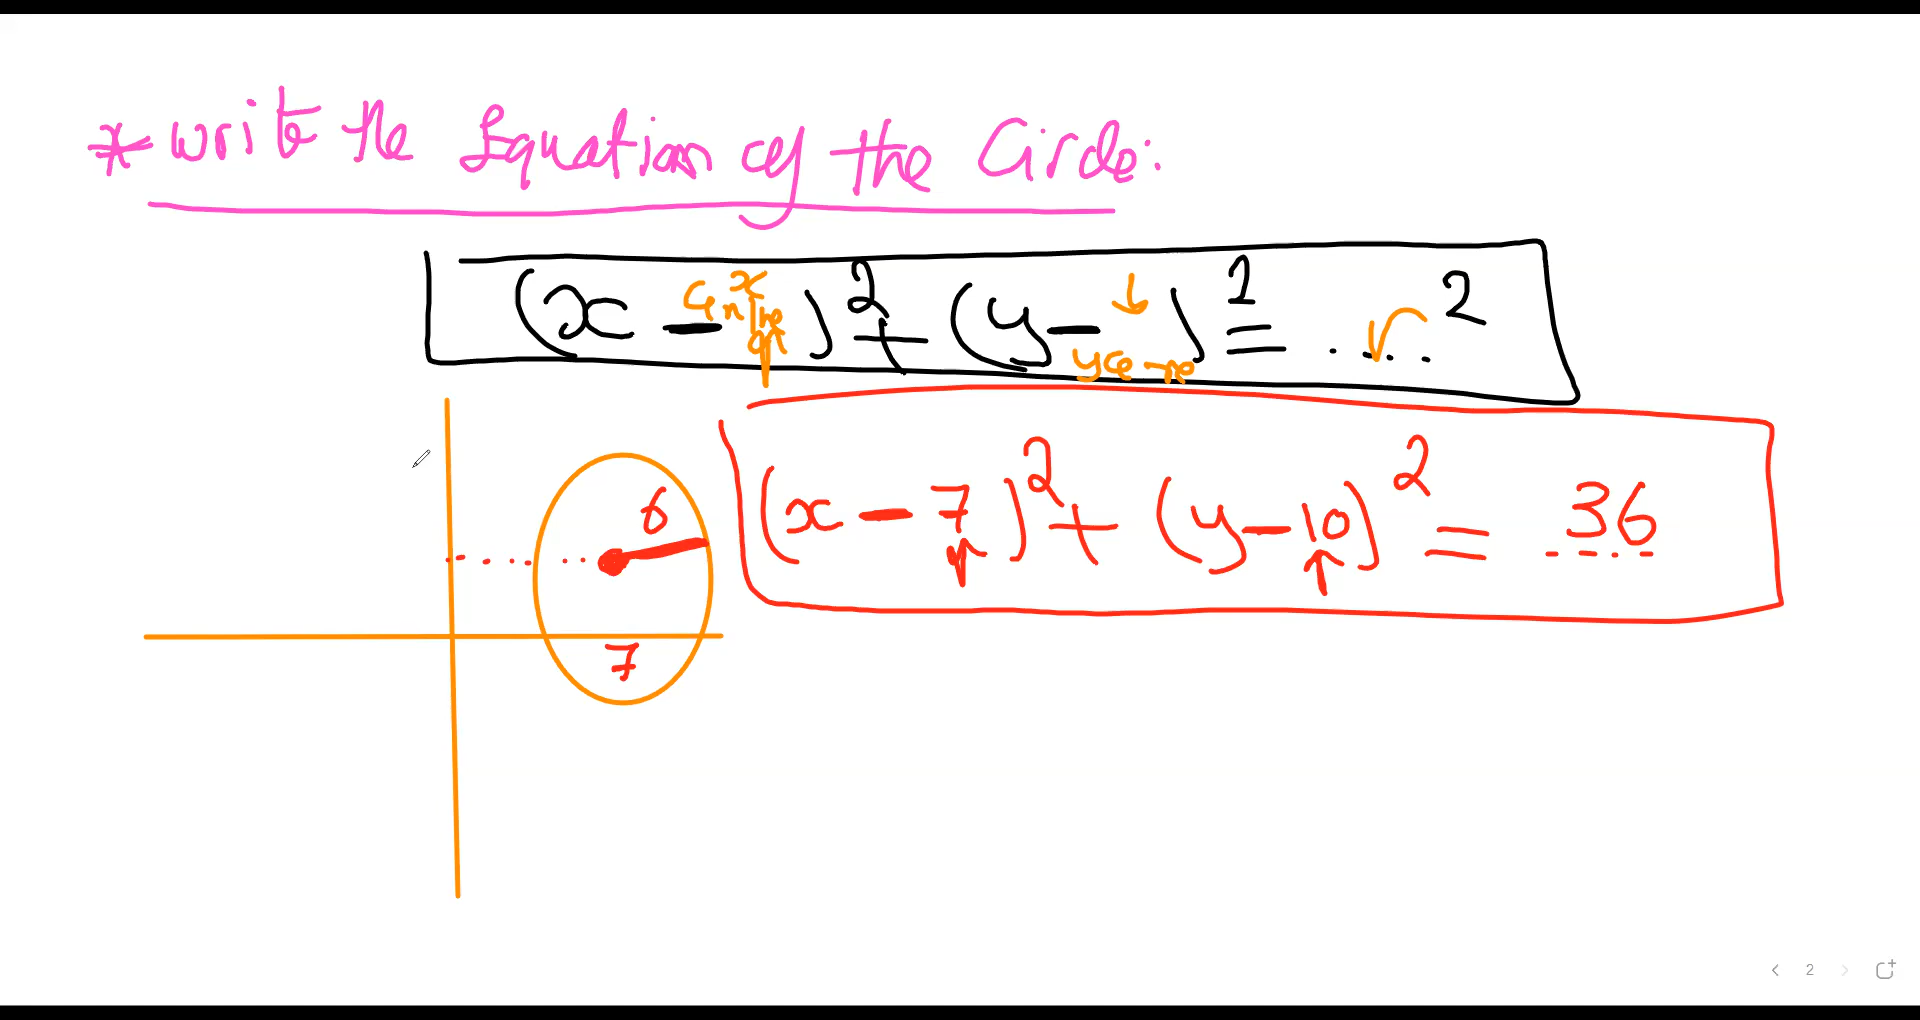 * Write the Equation of the Circle:
(x - )² + (y - )² = .... r²
(x - 7)² + (y - 10)² = 36
6
7
2